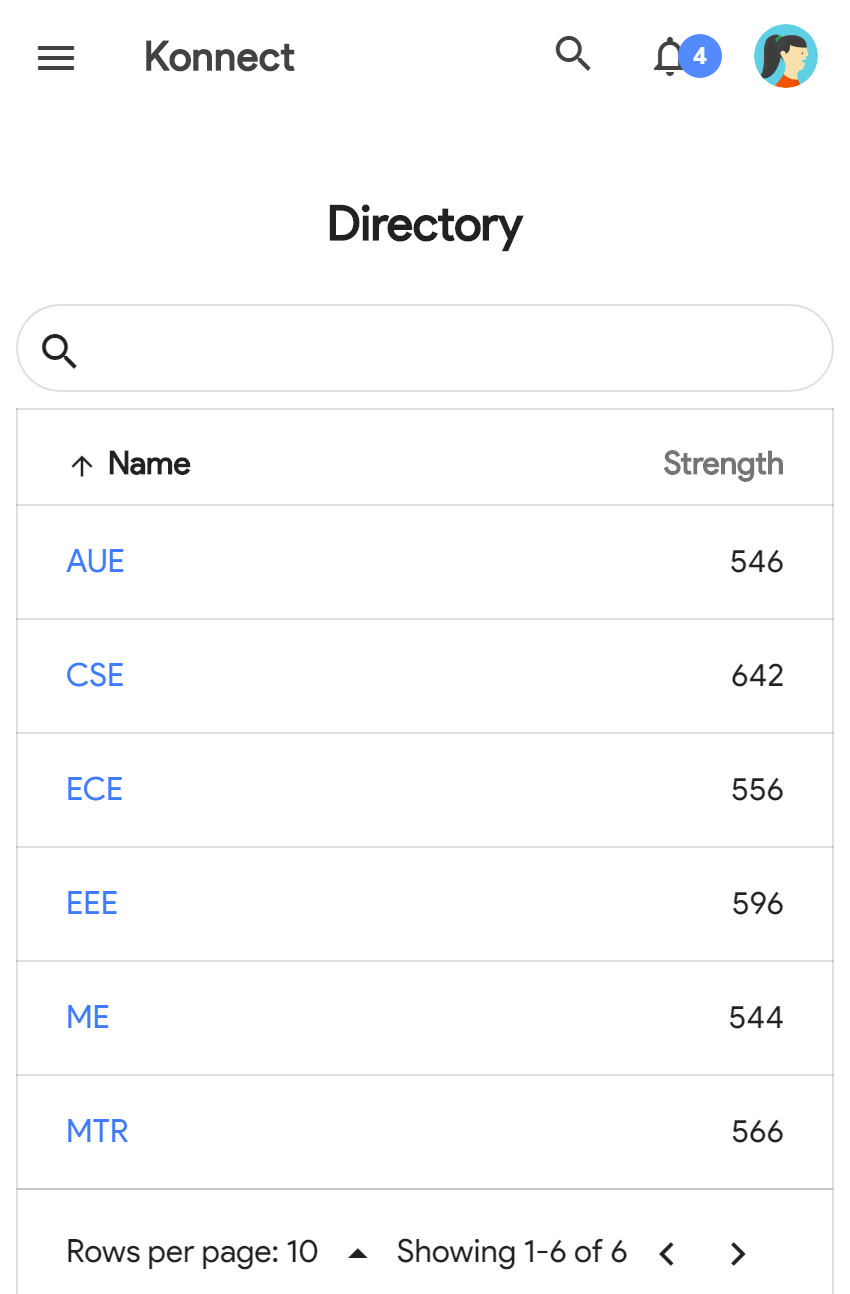 Konnect 4
Directory
Name Strength
AUE 546
CSE 642
ECE 556
EEE 596
ME 544
MTR 566
Rows per page: 10 Showing 1-6 of 6